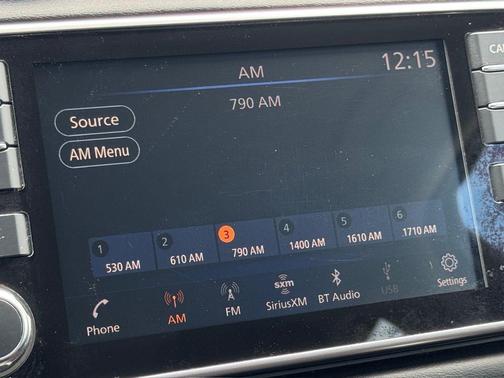 AM
12:15
790 AM
Source
AM Menu
1
530 AM
2
610 AM
3
790 AM
4
1400 AM
5
1610 AM
6
1710 AM
Phone
AM
FM
sxm
SiriusXM
BT Audio
USB
Settings